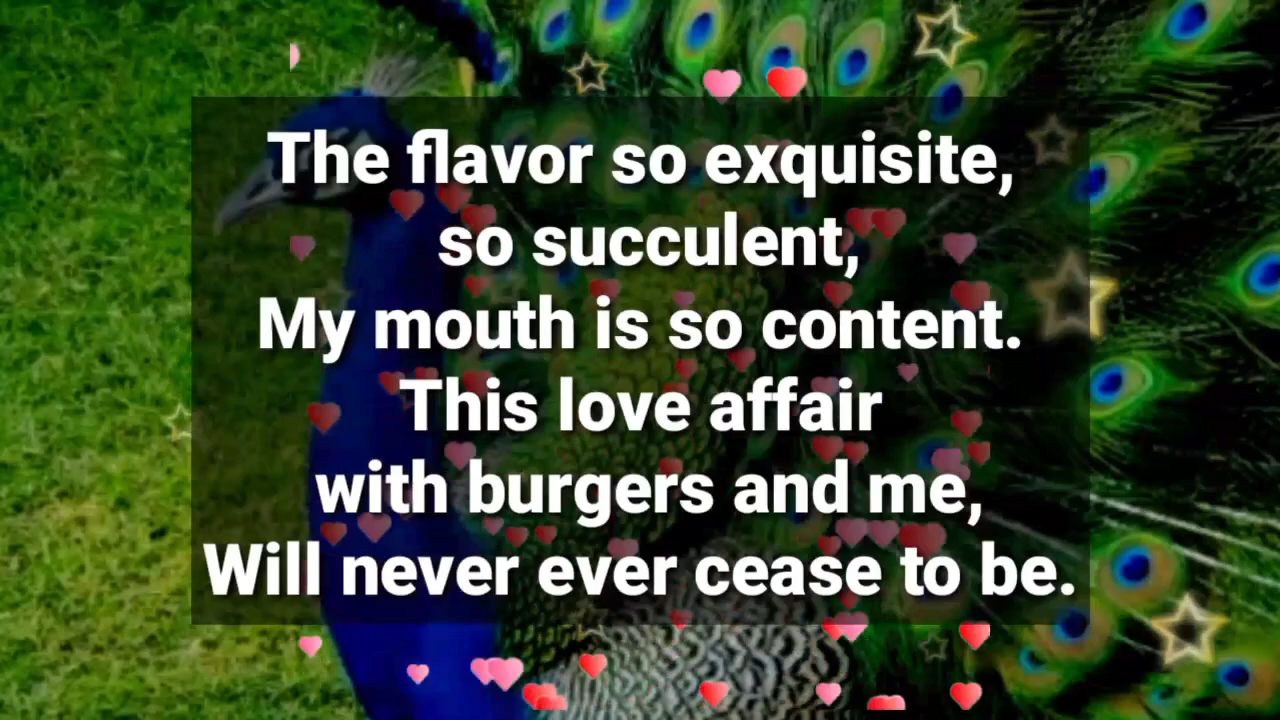 The flavor so exquisite,
so succulent,
My mouth is so content.
This love affair
with burgers and me,
Will never ever cease to be.